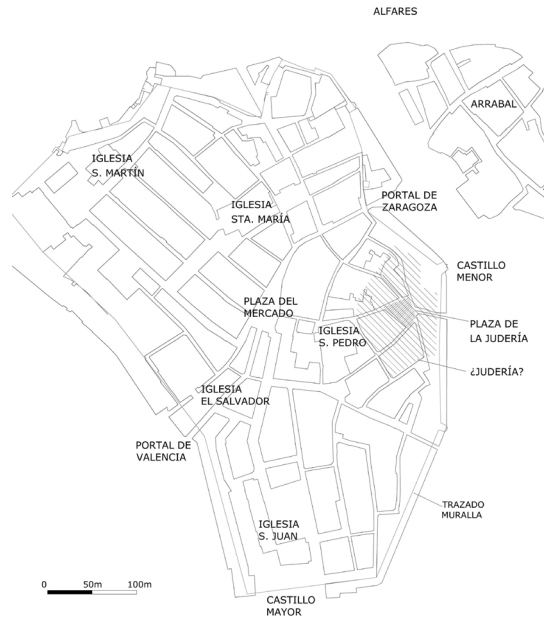 ALFARES
ARRABAL
IGLESIA
S. MARTÍN
IGLESIA
STA. MARÍA
PORTAL DE
ZARAGOZA
CASTILLO
MENOR
PLAZA DEL
MERCADO
IGLESIA
S. PEDRO
PLAZA DE
LA JUDERÍA
¿JUDERÍA?
IGLESIA
EL SALVADOR
PORTAL DE
VALENCIA
TRAZADO
MURALLA
IGLESIA
S. JUAN
0 50m 100m
CASTILLO
MAYOR